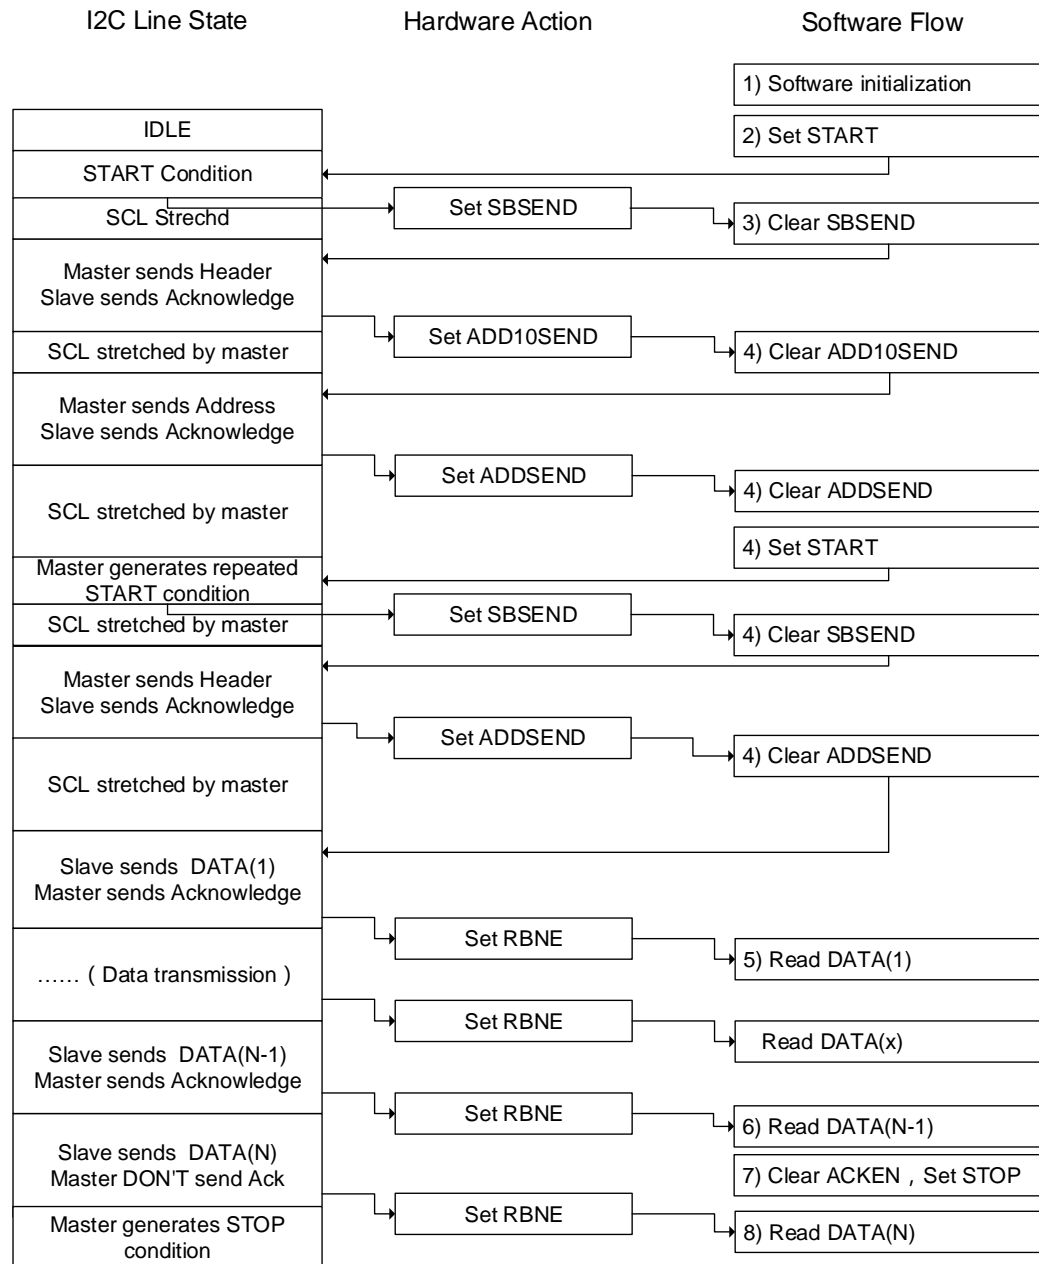 I2C Line State
Hardware Action
Software Flow
1) Software initialization
IDLE
2) Set START
START Condition
Set SBSEND
SCL Strechd
3) Clear SBSEND
Master sends Header
Slave sends Acknowledge
Set ADD10SEND
SCL stretched by master
4) Clear ADD10SEND
Master sends Address
Slave sends Acknowledge
Set ADDSEND
4) Clear ADDSEND
SCL stretched by master
4) Set START
Master generates repeated
START condition
Set SBSEND
SCL stretched by master
4) Clear SBSEND
Master sends Header
Slave sends Acknowledge
Set ADDSEND
4) Clear ADDSEND
SCL stretched by master
Slave sends DATA(1)
Master sends Acknowledge
Set RBNE
5) Read DATA(1)
…… ( Data transmission )
Set RBNE
Read DATA(x)
Slave sends DATA(N-1)
Master sends Acknowledge
Set RBNE
6) Read DATA(N-1)
Slave sends DATA(N)
Master DON'T send Ack
7) Clear ACKEN , Set STOP
Set RBNE
8) Read DATA(N)
Master generates STOP
condition